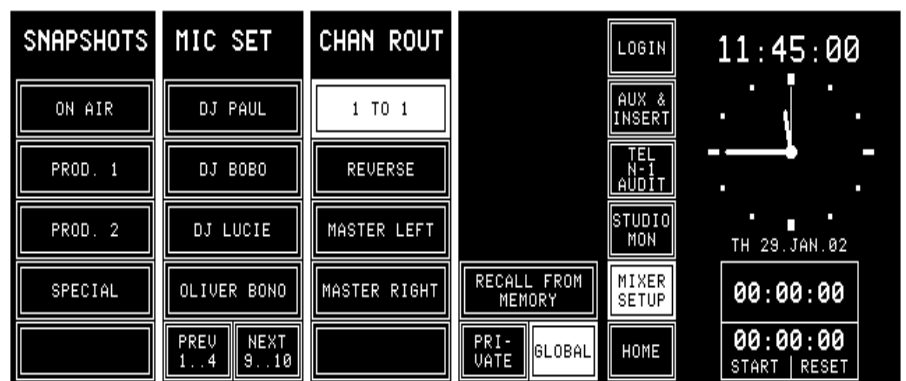 SNAPSHOTS
ON AIR
PROD. 1
PROD. 2
SPECIAL
MIC SET
DJ PAUL
DJ BOBO
DJ LUCIE
OLIVER BONO
PREV
1..4
NEXT
9..10
CHAN ROUT
1 TO 1
REVERSE
MASTER LEFT
MASTER RIGHT
RECALL FROM
MEMORY
PRI-
VATE
GLOBAL
LOGIN
AUX &
INSERT
TEL
N-1
AUDIT
STUDIO
MON
MIXER
SETUP
HOME
11:45:00
TH 29.JAN.02
00:00:00
00:00:00
START
RESET